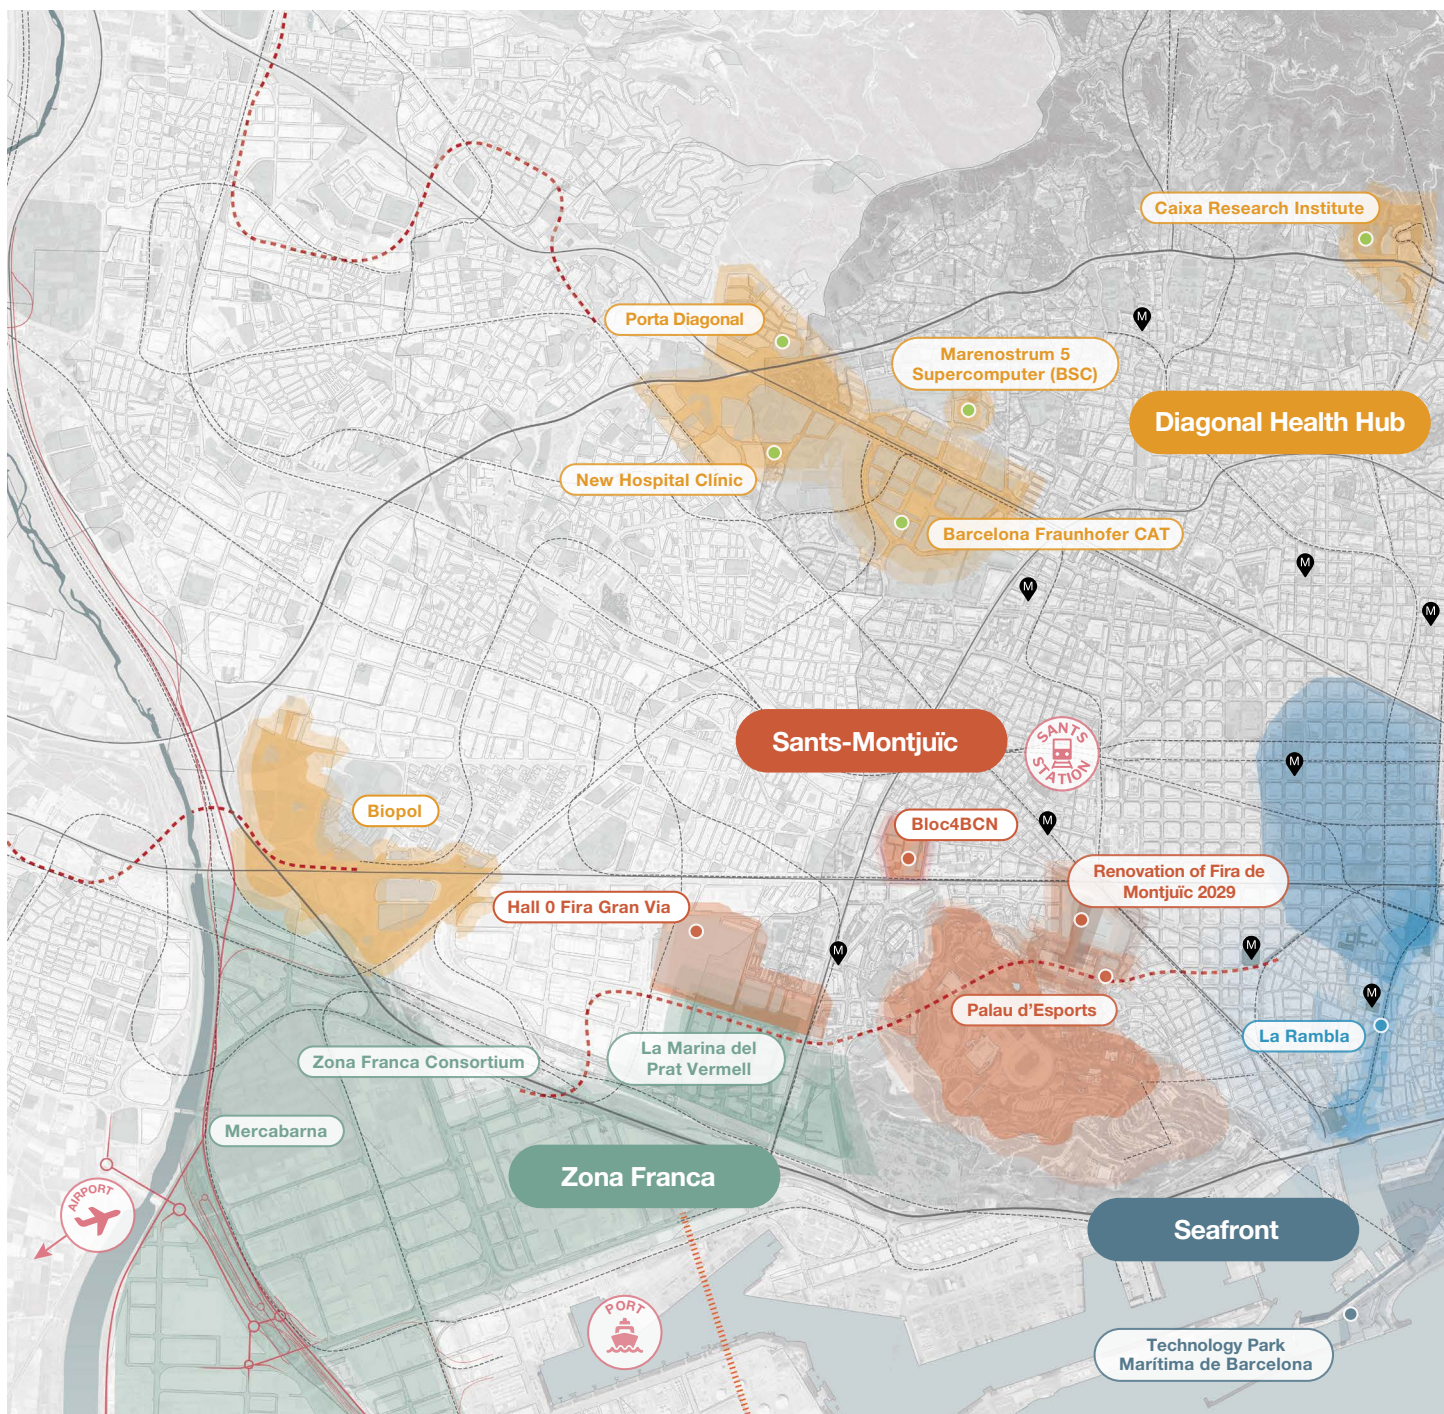 Caixa Research Institute
Porta Diagonal
M
Marenostrum 5
Supercomputer (BSC)
Diagonal Health Hub
New Hospital Clínic
Barcelona Fraunhofer CAT
M
M
M
Sants-Montjuïc
SANTS
STATION
M
Biopol
Bloc4BCN
M
Renovation of Fira de
Montjuïc 2029
Hall 0 Fira Gran Via
M
M
M
Palau d’Esports
La Rambla
Zona Franca Consortium
La Marina del
Prat Vermell
Mercabarna
Zona Franca
AIRPORT
Seafront
PORT
Technology Park
Marítima de Barcelona